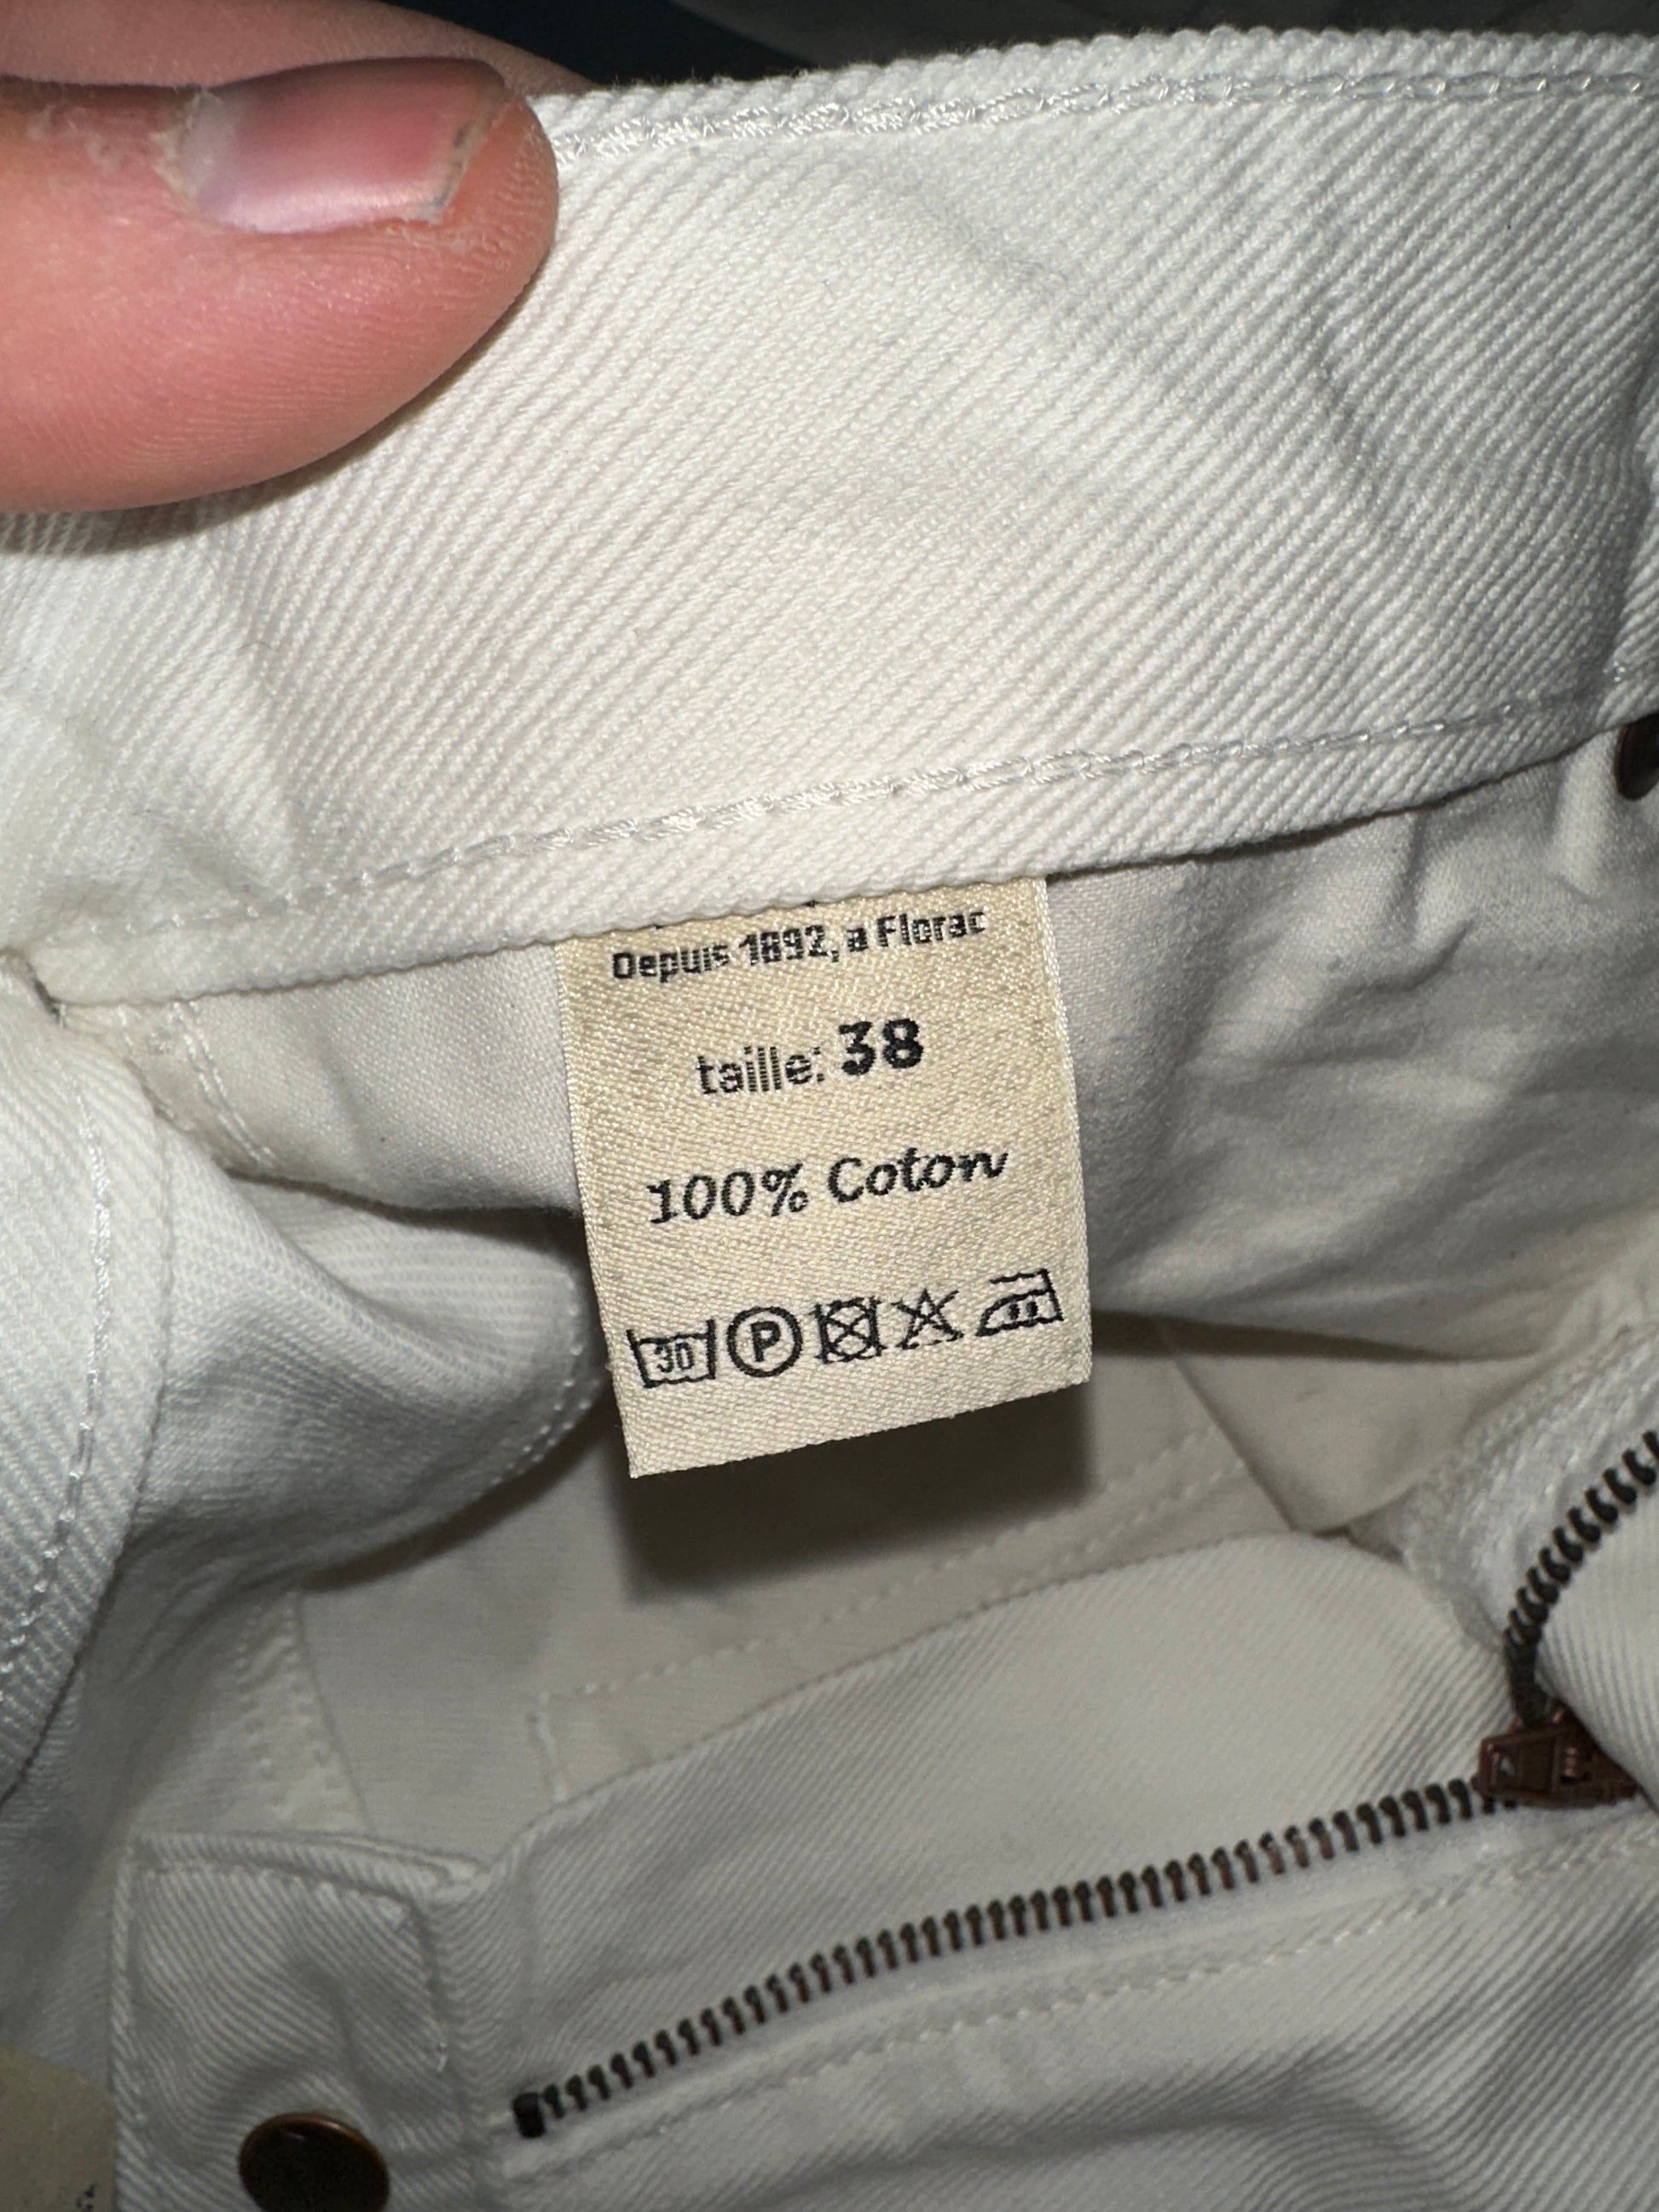 Depuis 1892, a Florac
taille: 38
100% Coton
30 P